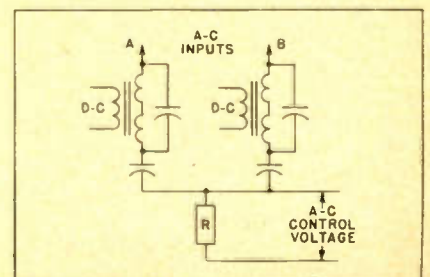 A
A-C
INPUTS
B
D-C
D-C
R
A-C
CONTROL
VOLTAGE